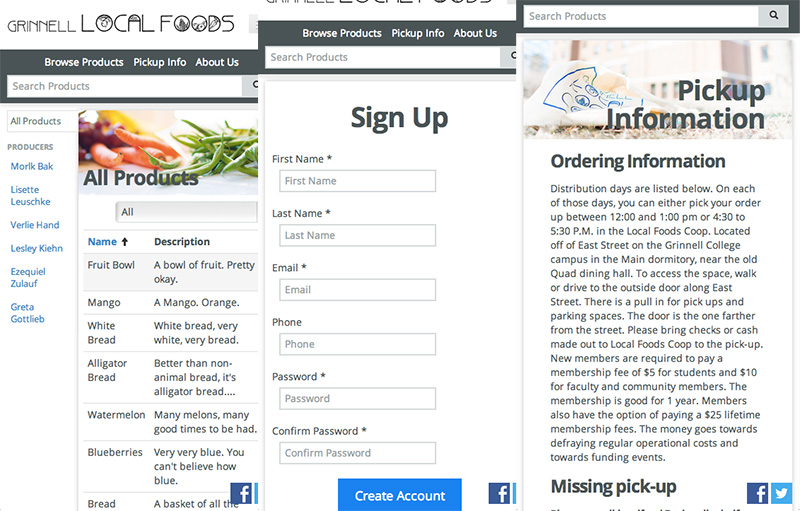 GRINNELL LOCAL FOODS
Browse Products Pickup Info About Us
Search Products
All Products
PRODUCERS
Morlk Bak
Lisette
Leuschke
Verlie Hand
Lesley Kiehn
Ezequiel
Zulauf
Greta
Gottlieb
All Products
All
Name Description
Fruit Bowl A bowl of fruit. Pretty
okay.
Mango A Mango. Orange.
White
Bread
White bread, very
white, very bread.
Alligator
Bread
Better than non-
animal bread, it's
alligator bread....
Watermelon Many melons, many
good times to be had.
Blueberries Very very blue. You
can't believe how
blue.
Bread A basket of all the
GRINNELL LOCAL FOODS
Browse Products Pickup Info About Us
Search Products
Sign Up
First Name *
First Name
Last Name *
Last Name
Email *
Email
Phone
Phone
Password *
Password
Confirm Password *
Confirm Password
Create Account
Search Products
Pickup
Information
Ordering Information
Distribution days are listed below. On each
of those days, you can either pick your order
up between 12:00 and 1:00 pm or 4:30 to
5:30 P.M. in the Local Foods Coop. Located
off of East Street on the Grinnell College
campus in the Main dormitory, near the old
Quad dining hall. To access the space, walk
or drive to the outside door along East
Street. There is a pull in for pick ups and
parking spaces. The door is the one farther
from the street. Please bring checks or cash
made out to Local Foods Coop to the pick-up.
New members are required to pay a
membership fee of $5 for students and $10
for faculty and community members. The
membership is good for 1 year. Members
also have the option of paying a $25 lifetime
membership fees. The money goes towards
defraying regular operational costs and
towards funding events.
Missing pick-up